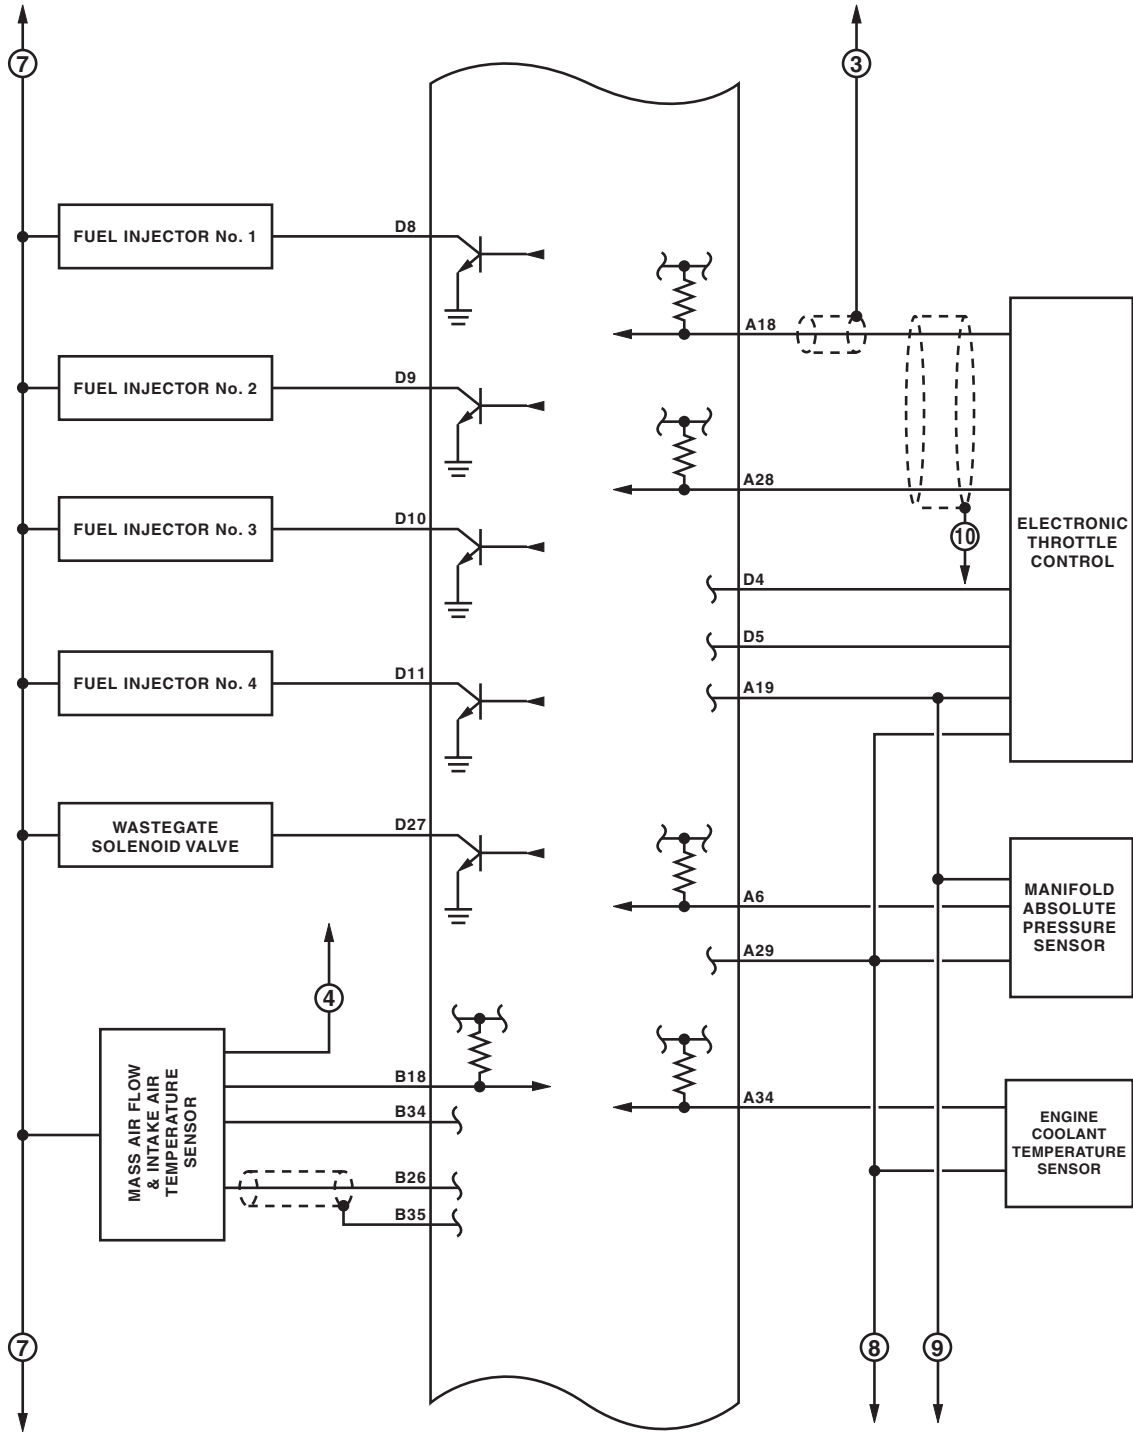 7
3
FUEL INJECTOR No. 1
D8
A18
FUEL INJECTOR No. 2
D9
A28
FUEL INJECTOR No. 3
D10
10
ELECTRONIC
THROTTLE
CONTROL
D4
D5
FUEL INJECTOR No. 4
D11
A19
WASTEGATE
SOLENOID VALVE
D27
A6
MANIFOLD
ABSOLUTE
PRESSURE
SENSOR
A29
4
MASS AIR FLOW
& INTAKE AIR
TEMPERATURE
SENSOR
B18
B34
B26
B35
A34
ENGINE
COOLANT
TEMPERATURE
SENSOR
7
8
9